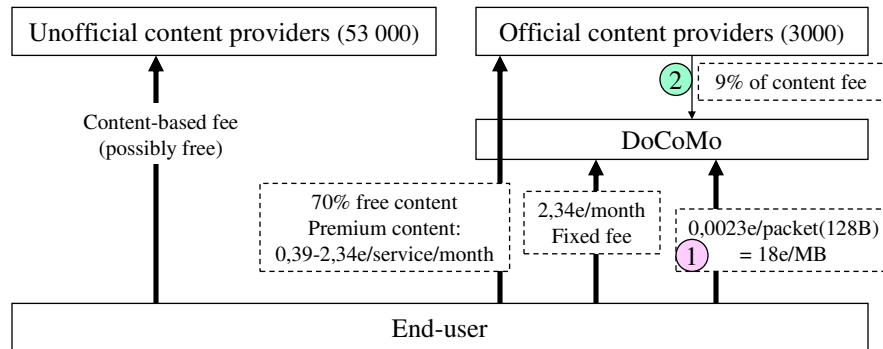 Unofficial content providers (53 000)
Official content providers (3000)
2
9% of content fee
Content-based fee
(possibly free)
DoCoMo
70% free content
Premium content:
0,39-2,34e/service/month
2,34e/month
Fixed fee
0,0023e/packet(128B)
= 18e/MB
1
End-user